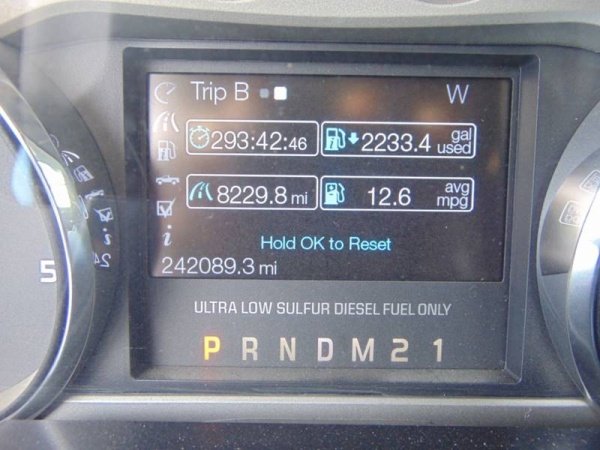 Trip B
W
293:42:46
2233.4 gal used
8229.8 mi
12.6 avg mpg
Hold OK to Reset
242089.3 mi
ULTRA LOW SULFUR DIESEL FUEL ONLY
P R N D M 2 1
5